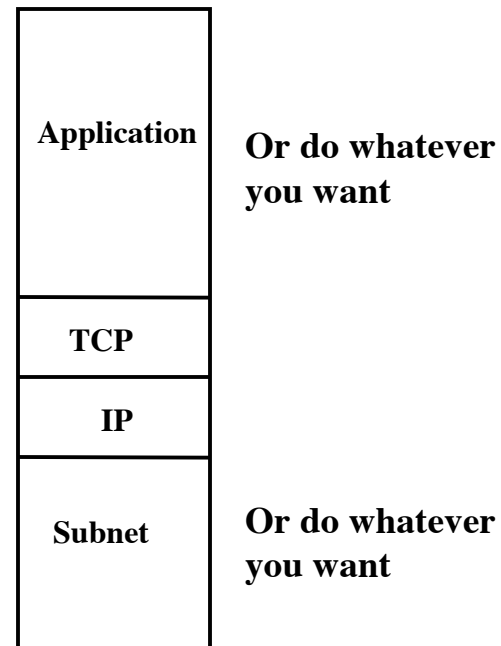 Application
Or do whatever
you want
TCP
IP
Subnet
Or do whatever
you want